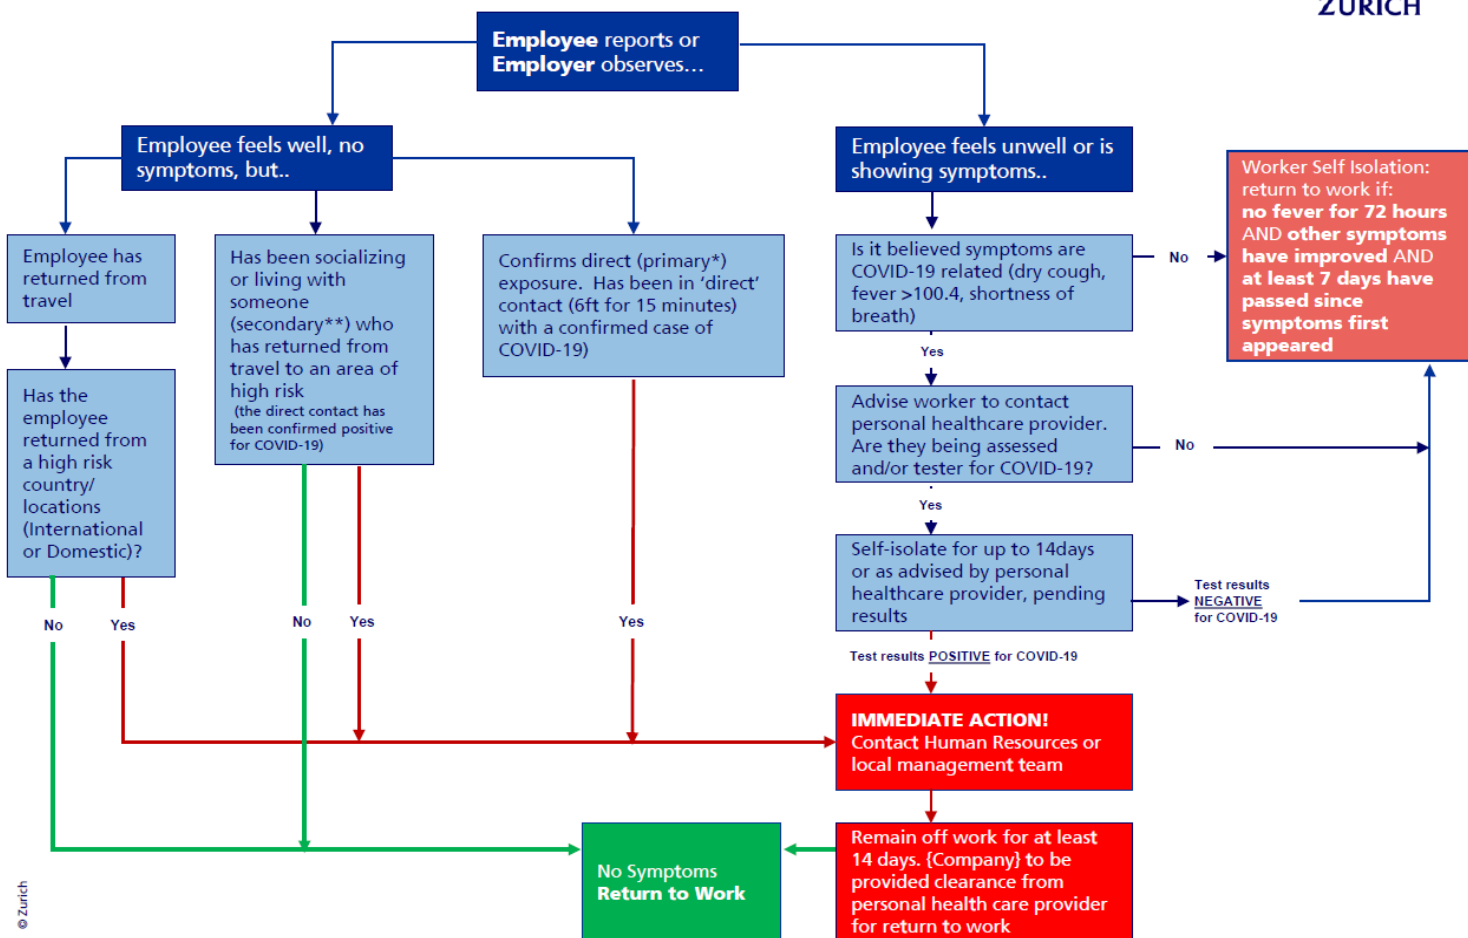 ZURICH
Employee reports or
Employer observes...
Employee feels well, no
symptoms, but..
Employee feels unwell or is
showing symptoms..
Worker Self Isolation:
return to work if:
no fever for 72 hours
AND other symptoms
have improved AND
at least 7 days have
passed since
symptoms first
appeared
Employee has
returned from
travel
Has been socializing
or living with
someone
(secondary**) who
has returned from
travel to an area of
high risk
(the direct contact has
been confirmed positive
for COVID-19)
Confirms direct (primary*)
exposure. Has been in ‘direct’
contact (6ft for 15 minutes)
with a confirmed case of
COVID-19)
Is it believed symptoms are
COVID-19 related (dry cough,
fever >100.4, shortness of
breath)
No
Yes
Has the
employee
returned from
a high risk
country/
locations
(International
or Domestic)?
Advise worker to contact
personal healthcare provider.
Are they being assessed
and/or tester for COVID-19?
No
Yes
Self-isolate for up to 14days
or as advised by personal
healthcare provider, pending
results
Test results
NEGATIVE
for COVID-19
No
Yes
No
Yes
Yes
Test results POSITIVE for COVID-19
IMMEDIATE ACTION!
Contact Human Resources or
local management team
No Symptoms
Return to Work
Remain off work for at least
14 days. {Company} to be
provided clearance from
personal health care provider
for return to work
© Zurich